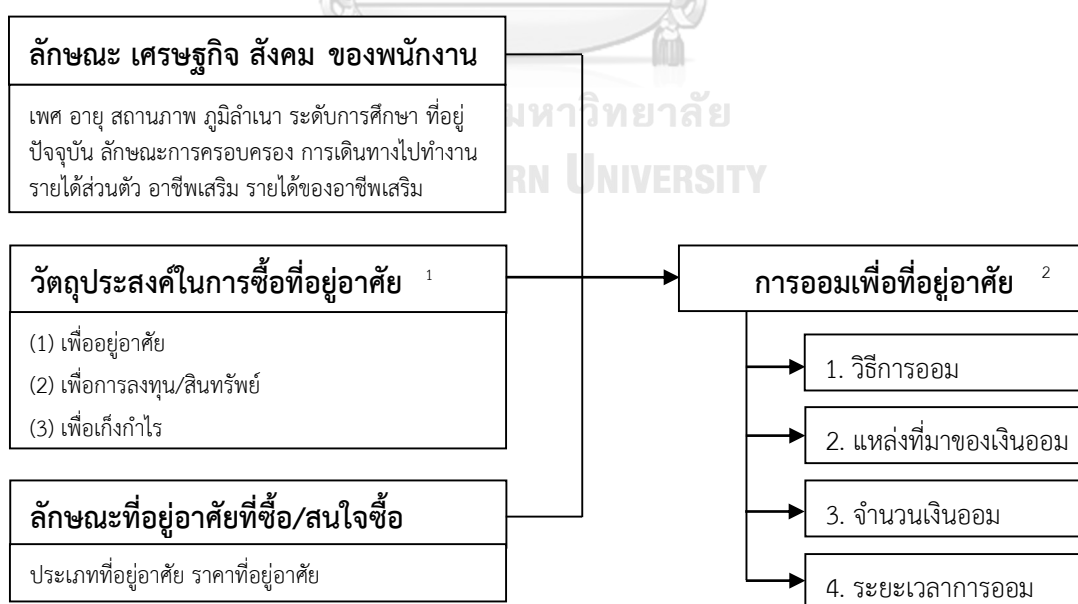 ลักษณะ เศรษฐกิจ สังคม ของพนักงาน
เพศ อายุ สถานภาพ ภูมิลำเนา ระดับการศึกษา ที่อยู่
ปัจจุบัน ลักษณะการครอบครอง การเดินทางไปทำงาน
รายได้ส่วนตัว อาชีพเสริม รายได้ของอาชีพเสริม
มหาวิทยาลัย
RN UNIVERSITY
วัตถุประสงค์ในการซื้อที่อยู่อาศัย 1
(1) เพื่ออยู่อาศัย
(2) เพื่อการลงทุน/สินทรัพย์
(3) เพื่อเก็งกำไร
ลักษณะที่อยู่อาศัยที่ซื้อ/สนใจซื้อ
ประเภทที่อยู่อาศัย ราคาที่อยู่อาศัย
การออมเพื่อที่อยู่อาศัย 2
1. วิธีการออม
2. แหล่งที่มาของเงินออม
3. จำนวนเงินออม
4. ระยะเวลาการออม